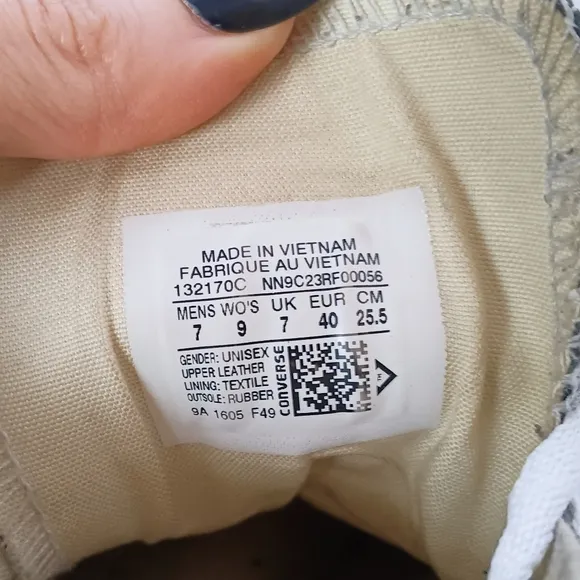 MADE IN VIETNAM
FABRIQUE AU VIETNAM
132170C NN9C23RF00056
MENS WO'S UK EUR CM
7 9 7 40 25.5
GENDER: UNISEX
UPPER LEATHER
LINING: TEXTILE
OUTSOLE: RUBBER
9A 1605 F49
CONVERSE